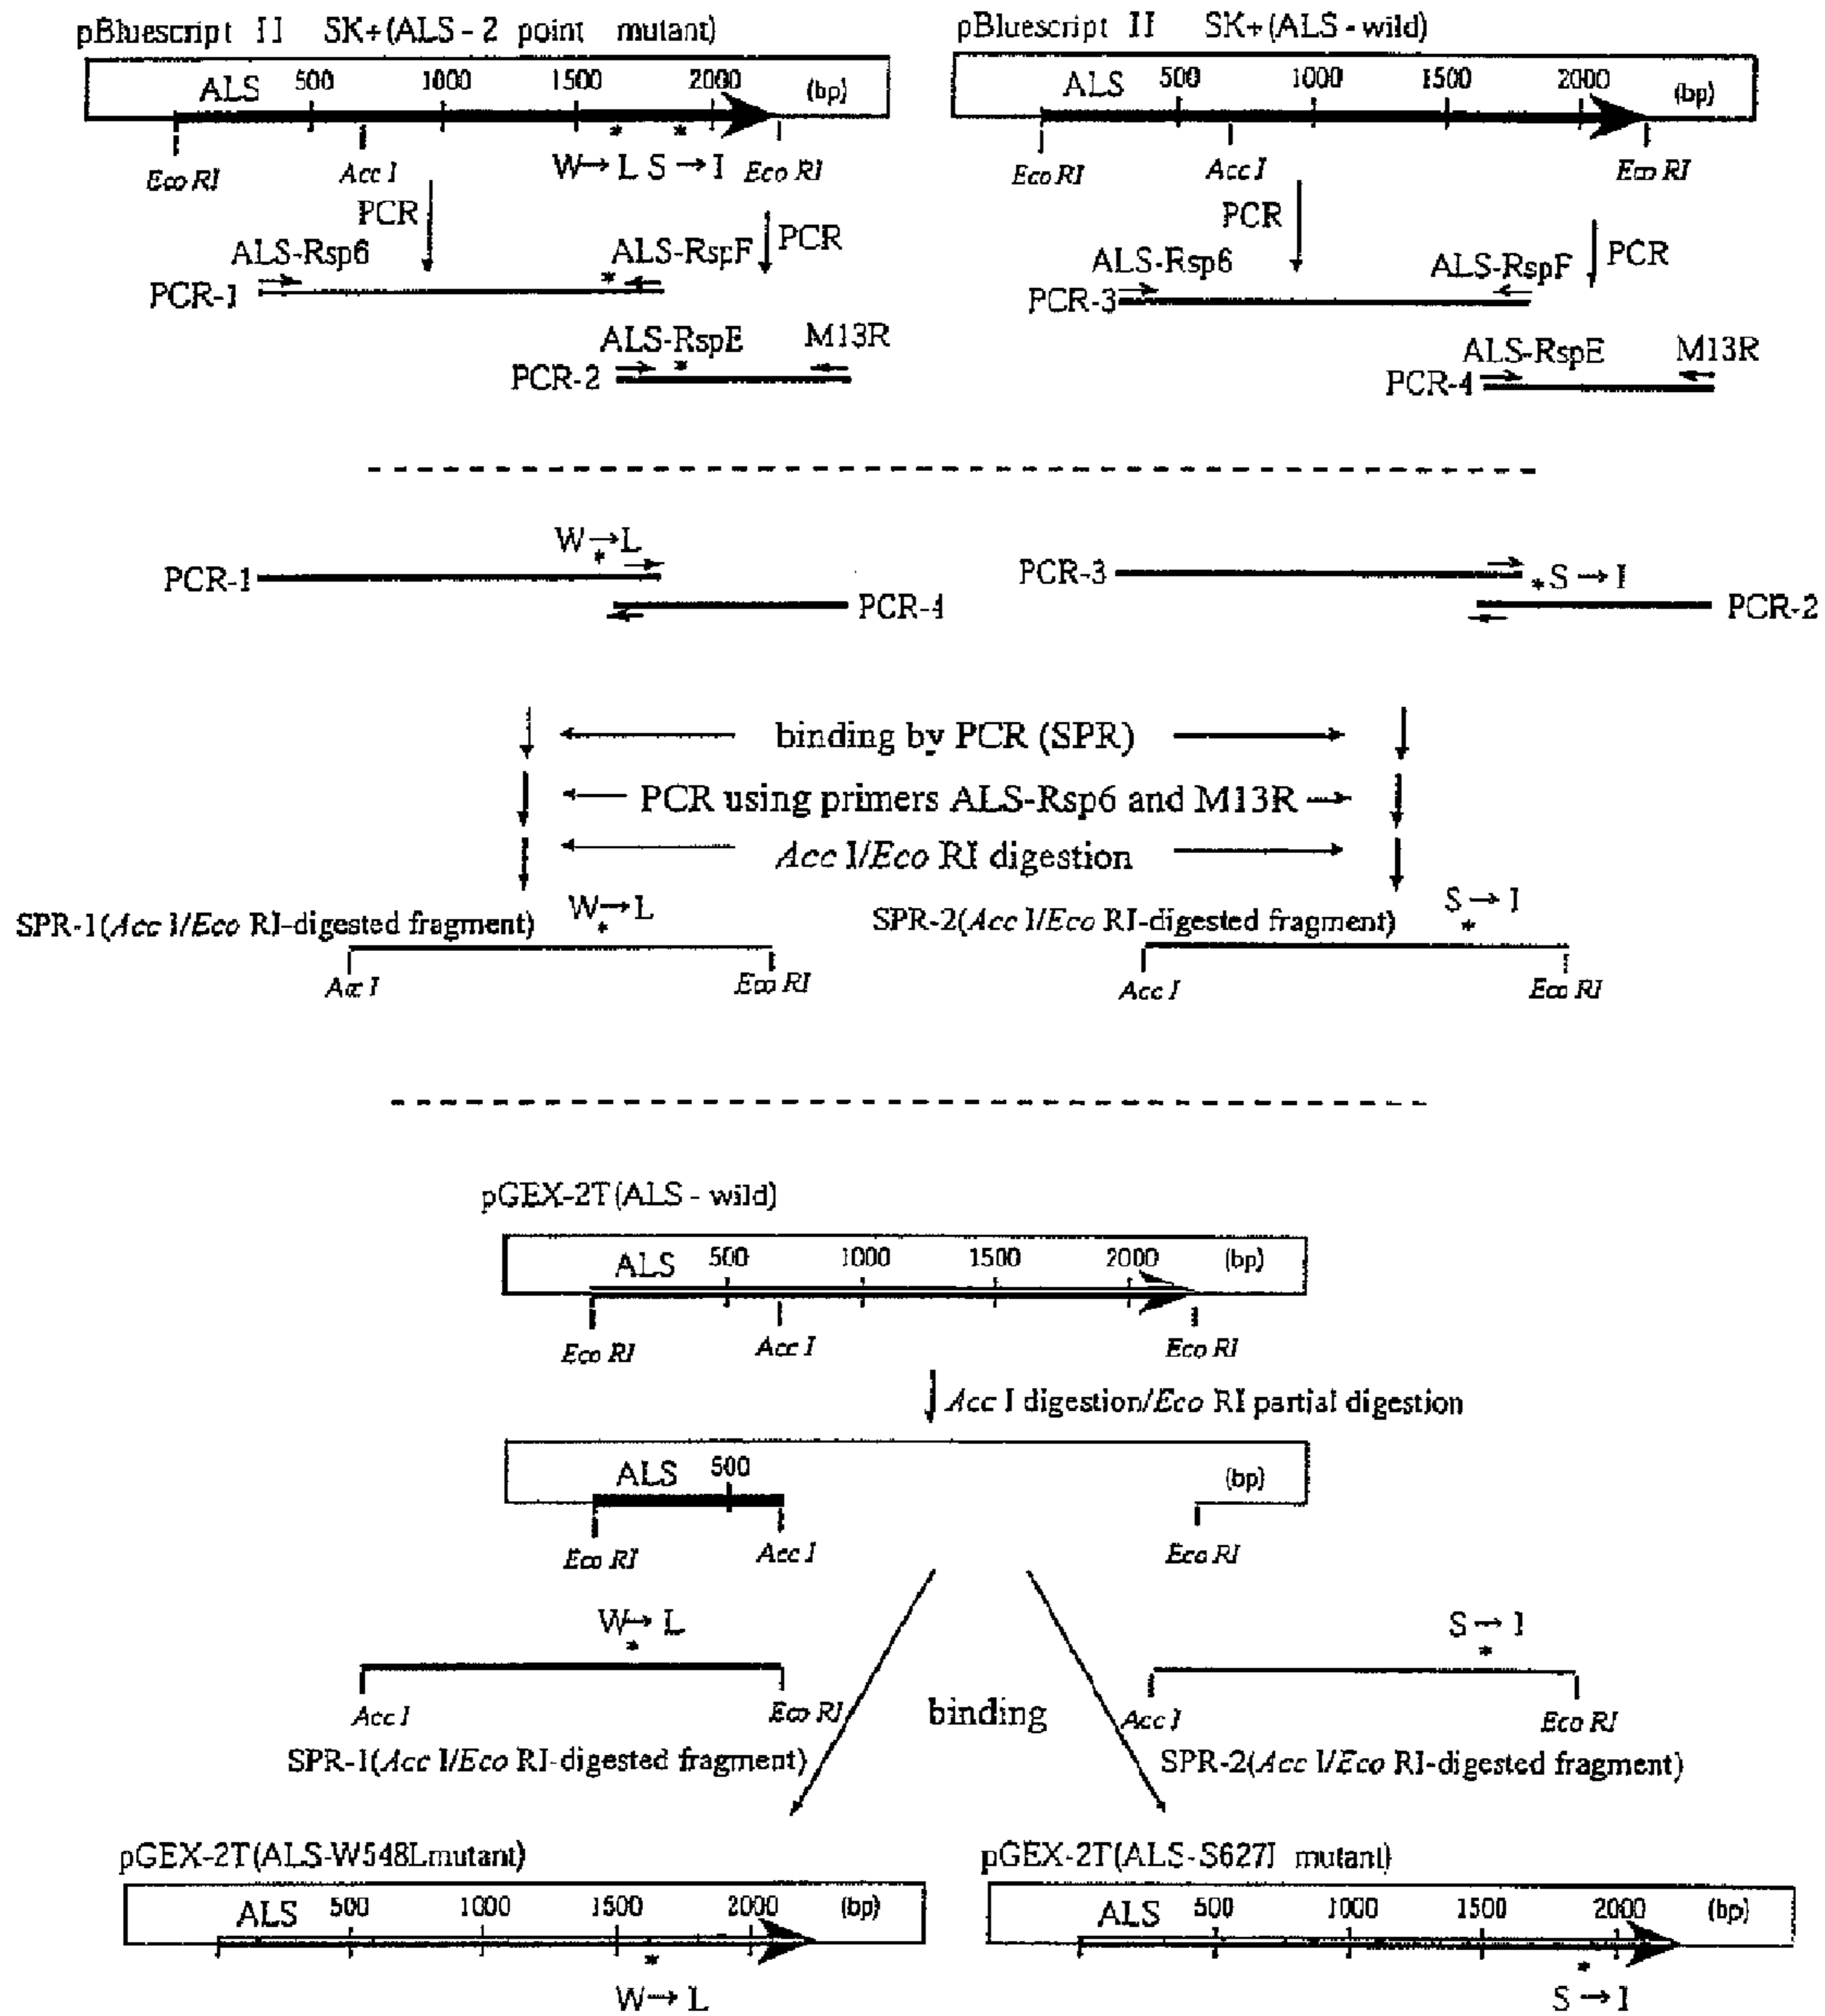 pBluescript II SK+(ALS - 2 point mutant)
ALS 500 1000 1500 2000 (bp)
* *
Eco RI Acc I W→L S→I Eco RI
PCR PCR
ALS-Rsp6 ALS-RspF
PCR-1 *
ALS-RspE M13R
PCR-2 *
pBluescript II SK+(ALS - wild)
ALS 500 1000 1500 2000 (bp)
Eco RI Acc I Eco RI
PCR PCR
ALS-Rsp6 ALS-RspF
PCR-3
ALS-RspE M13R
PCR-4
W→L
*
PCR-1
PCR-4
PCR-3
*S→I
PCR-2
binding by PCR (SPR)
PCR using primers ALS-Rsp6 and M13R
Acc I/Eco RI digestion
SPR-1(Acc I/Eco RI-digested fragment) W→L
*
Acc I Eco RI
SPR-2(Acc I/Eco RI-digested fragment) S→I
*
Acc I Eco RI
pGEX-2T(ALS - wild)
ALS 500 1000 1500 2000 (bp)
Eco RI Acc I Eco RI
Acc I digestion/Eco RI partial digestion
ALS 500 (bp)
Eco RI Acc I Eco RI
W→L
*
Acc I Eco RI
SPR-1(Acc I/Eco RI-digested fragment)
binding
S→I
*
Acc I Eco RI
SPR-2(Acc I/Eco RI-digested fragment)
pGEX-2T(ALS-W548Lmutant)
ALS 500 1000 1500 2000 (bp)
*
W→L
pGEX-2T(ALS-S627I mutant)
ALS 500 1000 1500 2000 (bp)
*
S→I